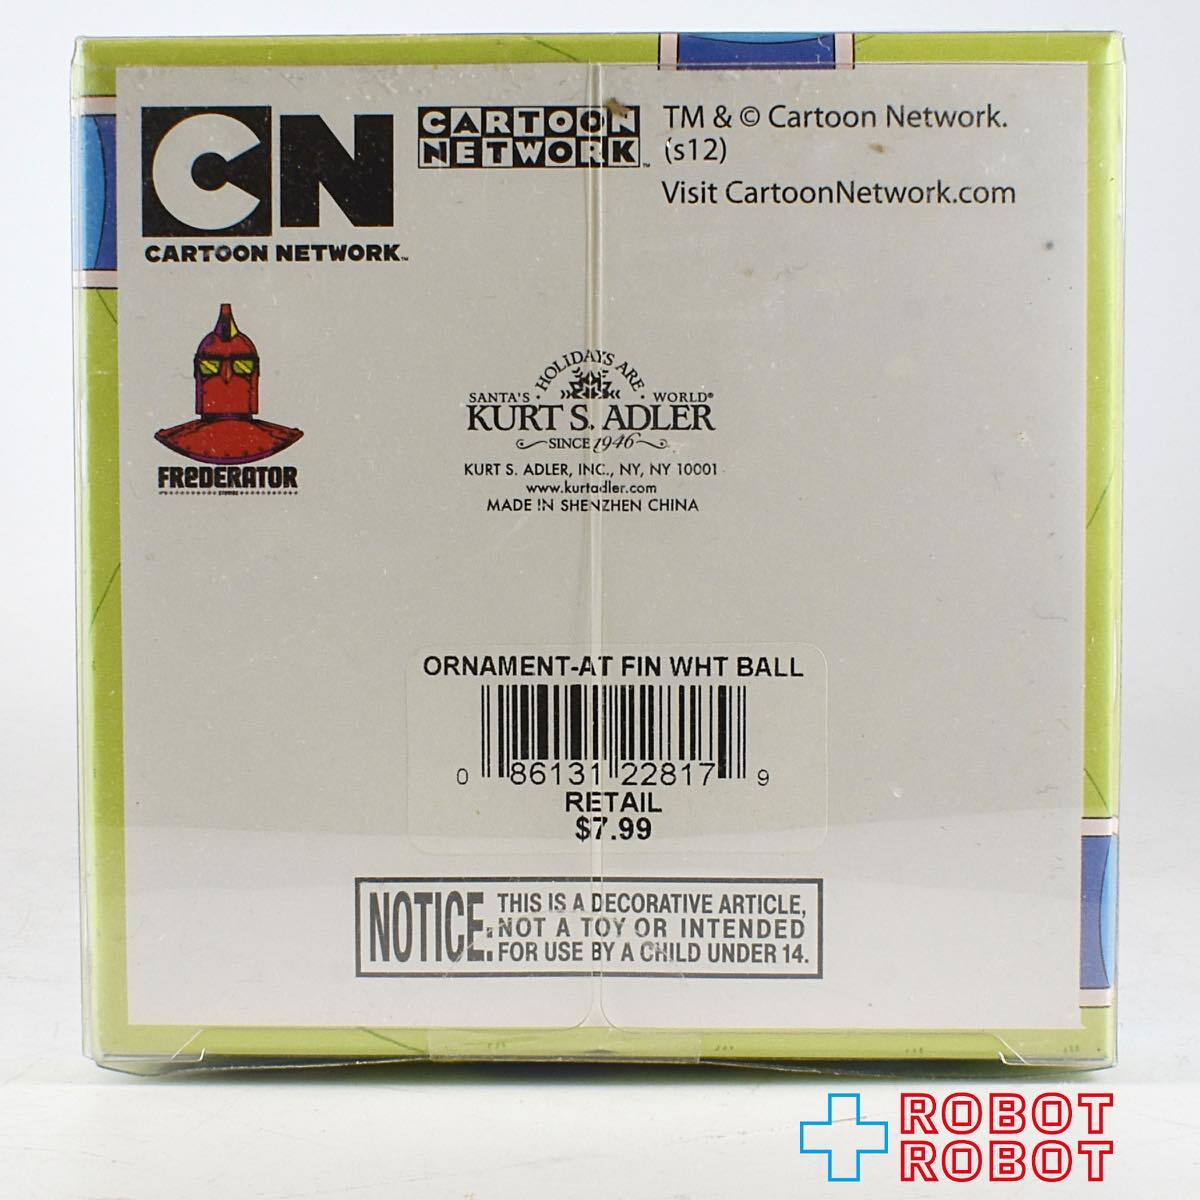 CN
CARTOON NETWORK™
CARTOON
NETWORK™
TM & © Cartoon Network.
(s12)
Visit CartoonNetwork.com
FREDERATOR
STUDIOS
HOLIDAYS ARE
SANTA'S WORLD®
KURT S. ADLER
SINCE 1946
KURT S. ADLER, INC., NY, NY 10001
www.kurtadler.com
MADE IN SHENZHEN CHINA
ORNAMENT-AT FIN WHT BALL
0 86131 22817 9
RETAIL
$7.99
NOTICE: THIS IS A DECORATIVE ARTICLE,
NOT A TOY OR INTENDED
FOR USE BY A CHILD UNDER 14.
ROBOT
ROBOT